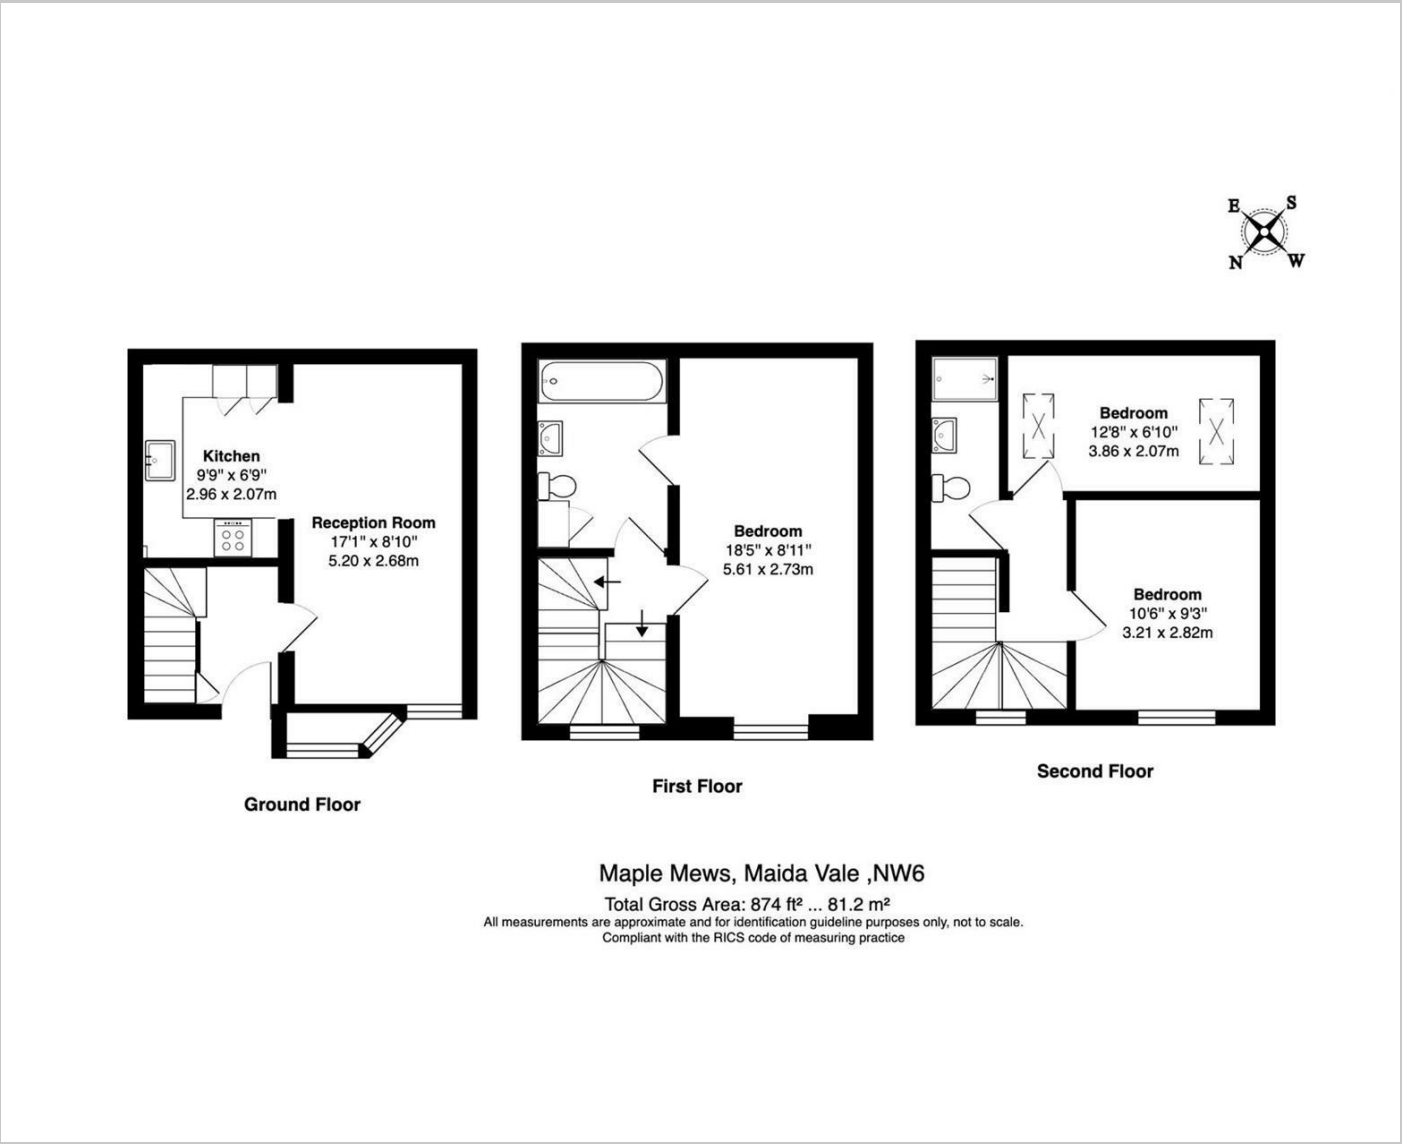 E S
N W
Kitchen
9'9" x 6'9"
2.96 x 2.07m
Reception Room
17'1" x 8'10"
5.20 x 2.68m
Ground Floor
Bedroom
18'5" x 8'11"
5.61 x 2.73m
First Floor
Bedroom
12'8" x 6'10"
3.86 x 2.07m
Bedroom
10'6" x 9'3"
3.21 x 2.82m
Second Floor
Maple Mews, Maida Vale ,NW6
Total Gross Area: 874 ft² ... 81.2 m²
All measurements are approximate and for identification guideline purposes only, not to scale.
Compliant with the RICS code of measuring practice